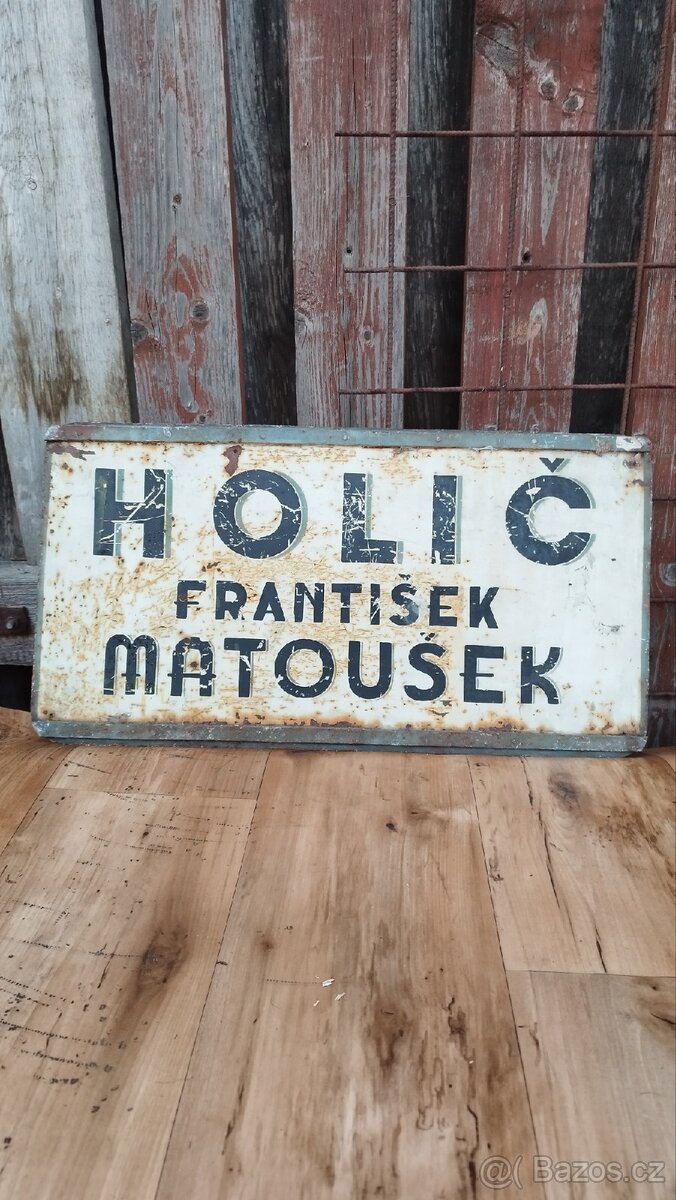 HOLIČ
FRANTIŠEK
MATOUŠEK
@( Bazos.cz